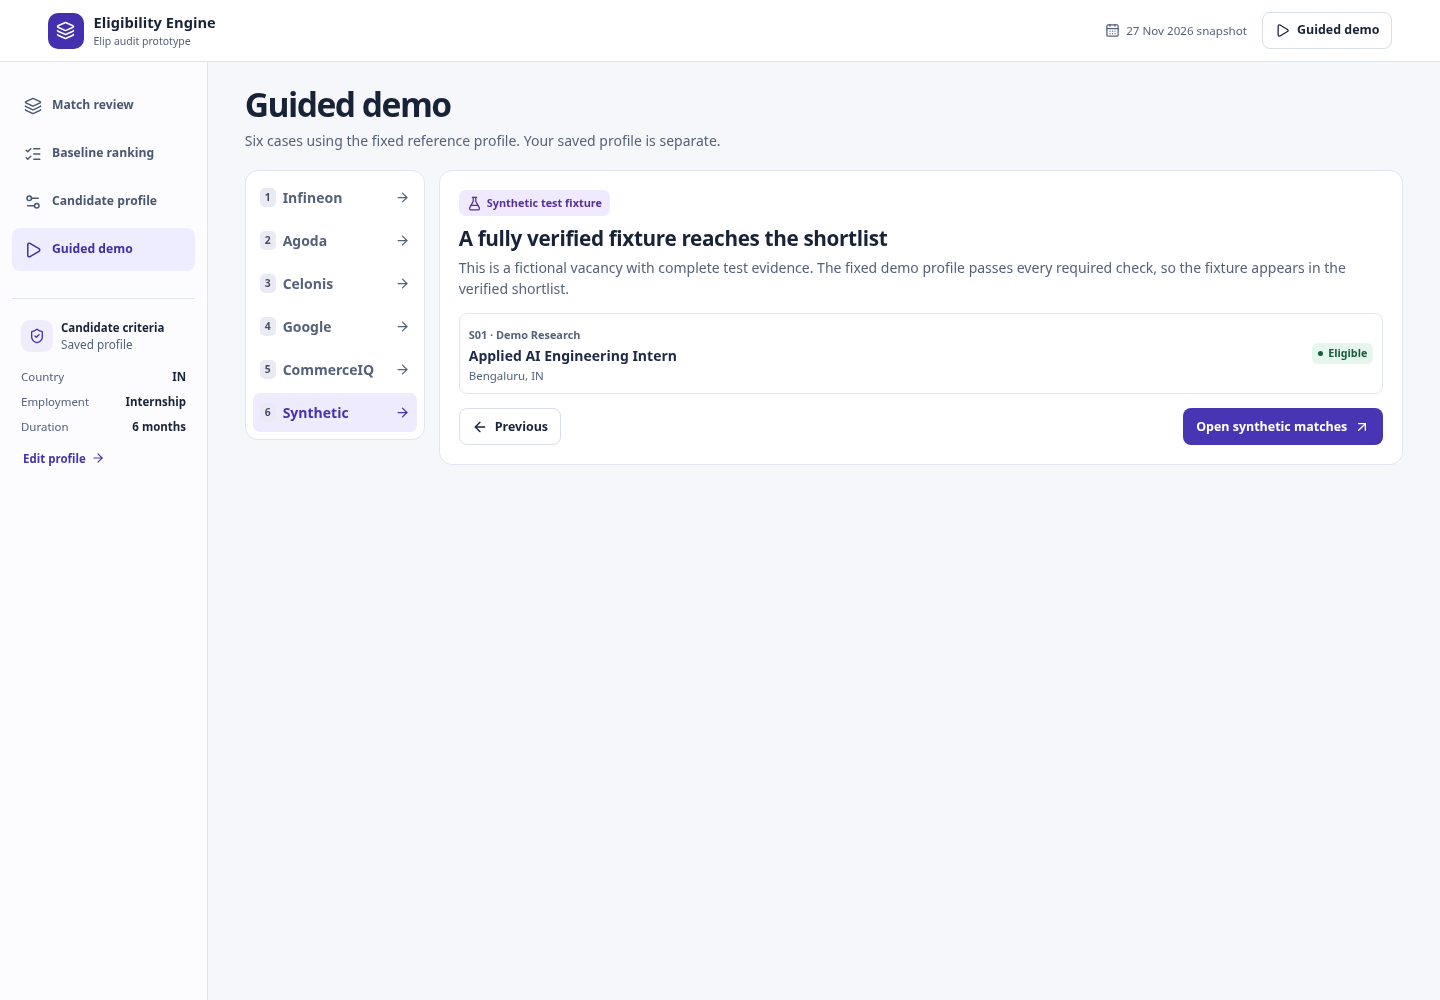 Eligibility Engine
Elip audit prototype
27 Nov 2026 snapshot
Guided demo
Match review
Baseline ranking
Candidate profile
Guided demo
Candidate criteria
Saved profile
Country IN
Employment Internship
Duration 6 months
Edit profile
Guided demo
Six cases using the fixed reference profile. Your saved profile is separate.
1 Infineon
2 Agoda
3 Celonis
4 Google
5 CommerceIQ
6 Synthetic
Synthetic test fixture
A fully verified fixture reaches the shortlist
This is a fictional vacancy with complete test evidence. The fixed demo profile passes every required check, so the fixture appears in the
verified shortlist.
S01 · Demo Research
Applied AI Engineering Intern
Bengaluru, IN
Eligible
Previous
Open synthetic matches